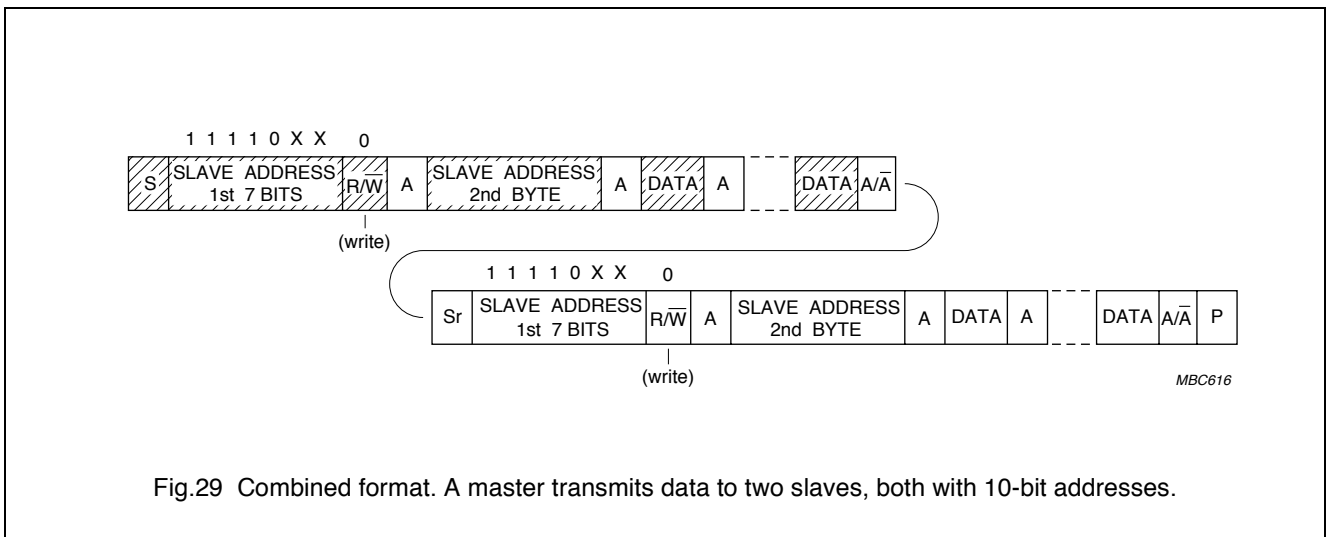 1 1 1 1 0 X X 0
S SLAVE ADDRESS 1st 7 BITS R/W̅ A SLAVE ADDRESS 2nd BYTE A DATA A DATA A/A̅
(write)
1 1 1 1 0 X X 0
Sr SLAVE ADDRESS 1st 7 BITS R/W̅ A SLAVE ADDRESS 2nd BYTE A DATA A DATA A/A̅ P
(write)
MBC616
Fig.29 Combined format. A master transmits data to two slaves, both with 10-bit addresses.